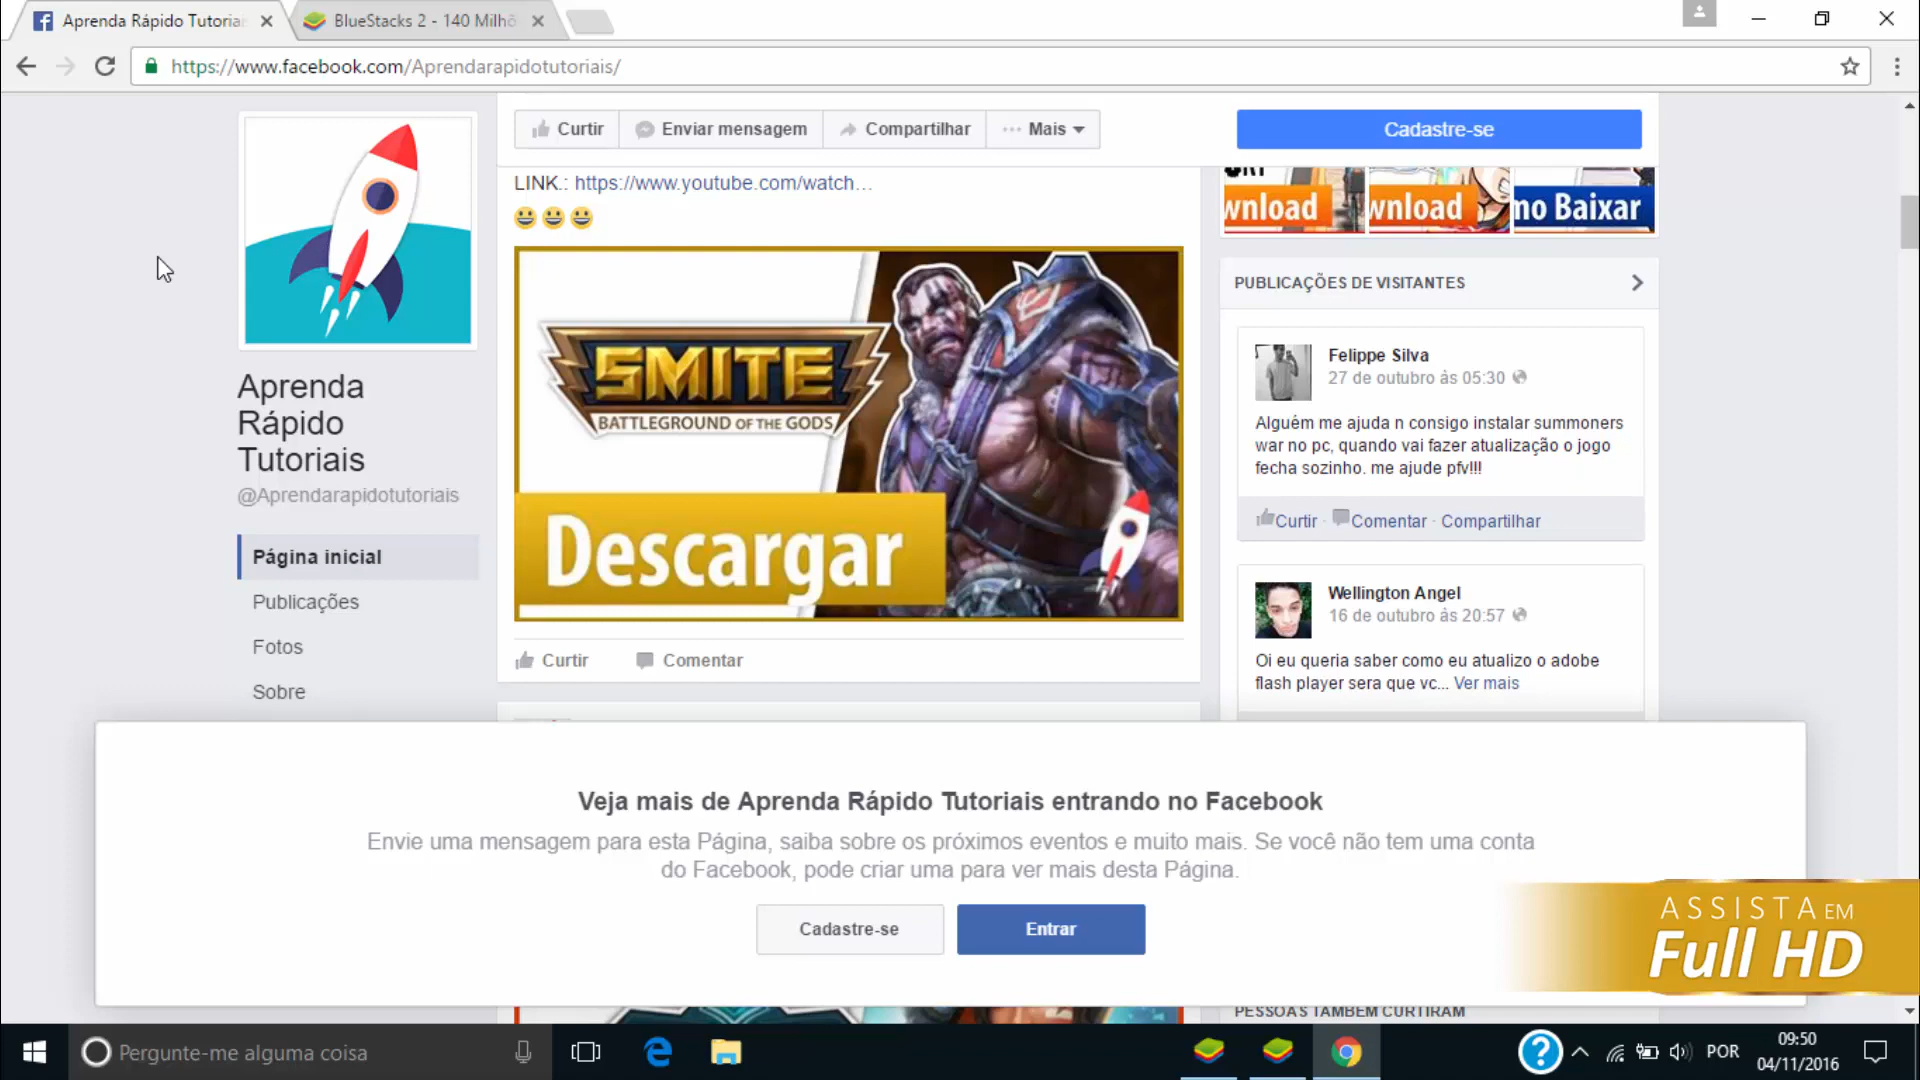 Aprenda Rápido Tutoriai
BlueStacks 2 - 140 Milhõ
https://www.facebook.com/Aprendarapidotutoriais/
Curtir
Enviar mensagem
Compartilhar
Mais
Cadastre-se
LINK.: https://www.youtube.com/watch...
wnload
wnload
mo Baixar
SMITE
BATTLEGROUND OF THE GODS
Descargar
Aprenda
Rápido
Tutoriais
@Aprendarapidotutoriais
Página inicial
Publicações
Fotos
Sobre
Curtir
Comentar
PUBLICAÇÕES DE VISITANTES
Felippe Silva
27 de outubro às 05:30
Alguém me ajuda n consigo instalar summoners
war no pc, quando vai fazer atualização o jogo
fecha sozinho. me ajude pfv!!!
Curtir · Comentar · Compartilhar
Wellington Angel
16 de outubro às 20:57
Oi eu queria saber como eu atualizo o adobe
flash player sera que vc... Ver mais
Veja mais de Aprenda Rápido Tutoriais entrando no Facebook
Envie uma mensagem para esta Página, saiba sobre os próximos eventos e muito mais. Se você não tem uma conta
do Facebook, pode criar uma para ver mais desta Página.
Cadastre-se
Entrar
ASSISTA EM
Full HD
PESSOAS TAMBÉM CURTIRAM
Pergunte-me alguma coisa
POR
09:50
04/11/2016